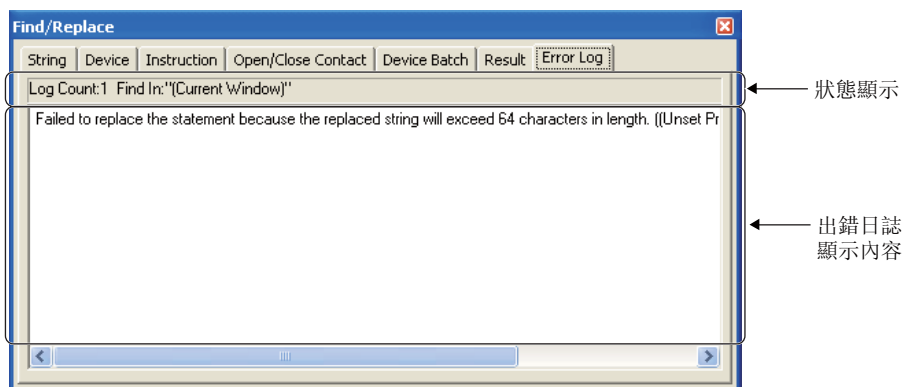 Find/Replace
String Device Instruction Open/Close Contact Device Batch Result Error Log
Log Count:1 Find In:"(Current Window)"
狀態顯示
Failed to replace the statement because the replaced string will exceed 64 characters in length. ((Unset Pr
出錯日誌
顯示內容